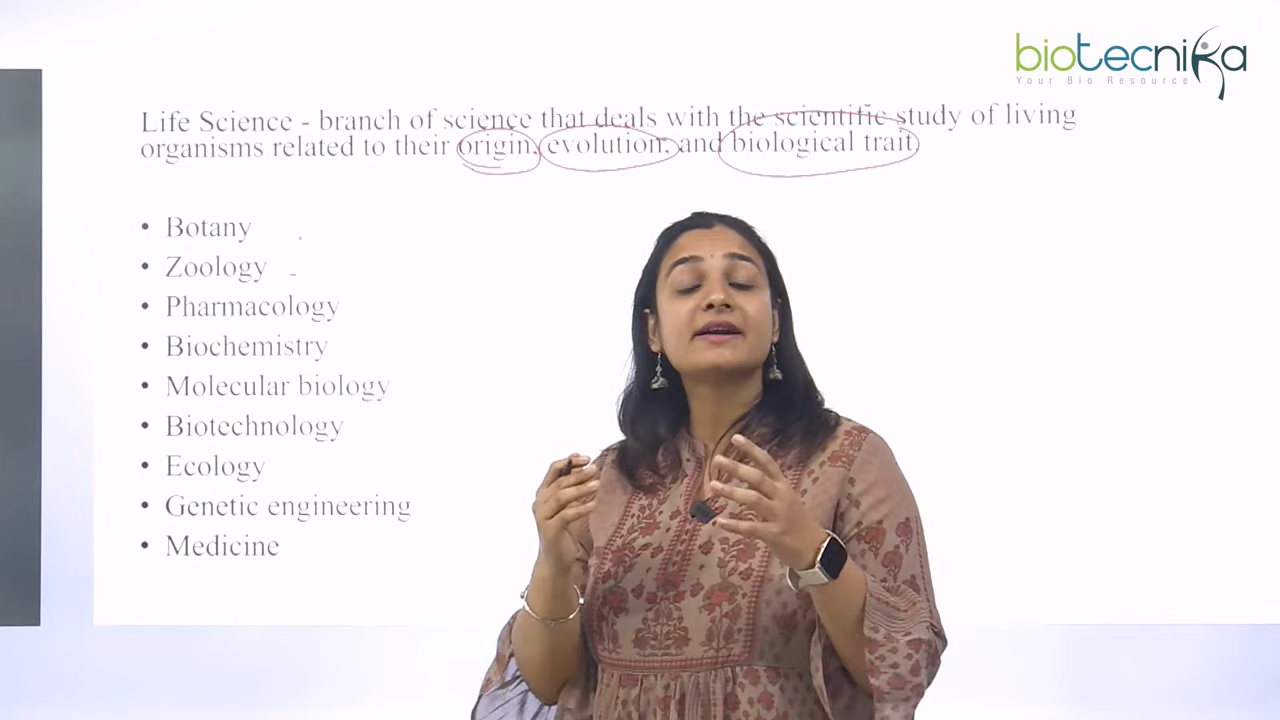 biotecnika
Your Bio Resource
Life Science - branch of science that deals with the scientific study of living
organisms related to their origin, evolution, and biological trait
• Botany
• Zoology
• Pharmacology
• Biochemistry
• Molecular biology
• Biotechnology
• Ecology
• Genetic engineering
• Medicine